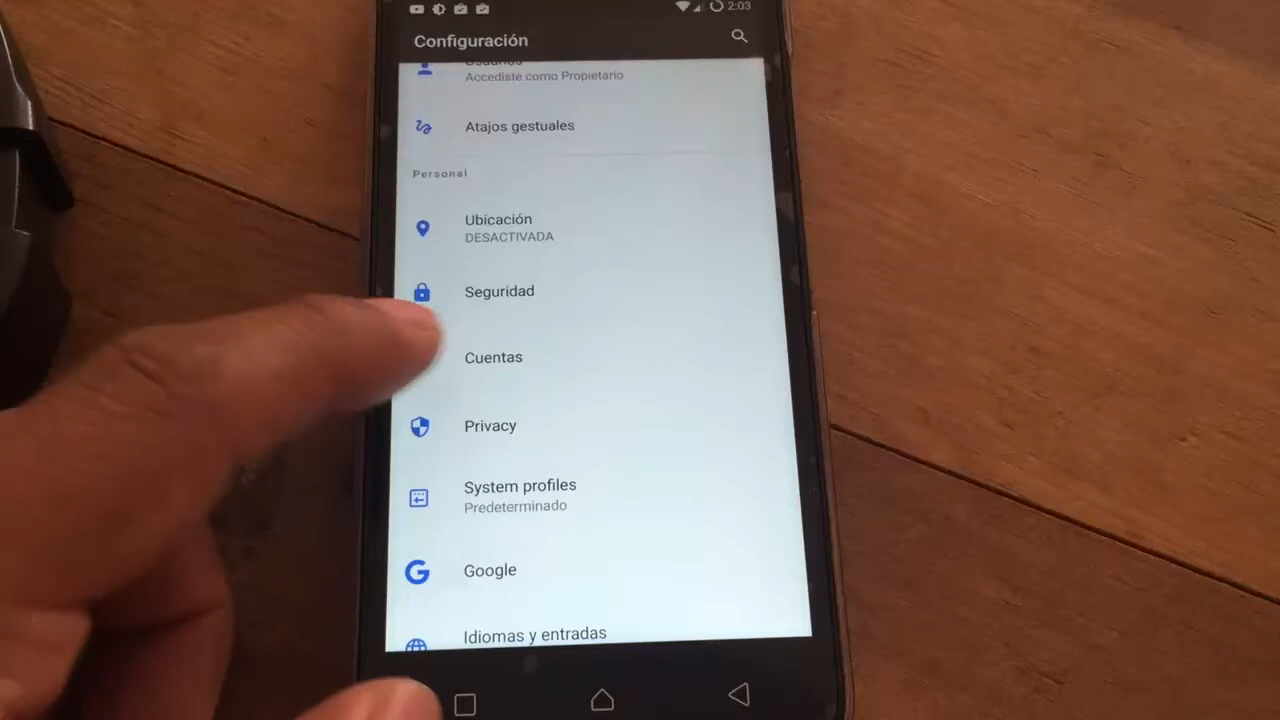 2:03
Configuración
Usuarios
Accediste como Propietario
Atajos gestuales
Personal
Ubicación
DESACTIVADA
Seguridad
Cuentas
Privacy
System profiles
Predeterminado
Google
Idiomas y entradas